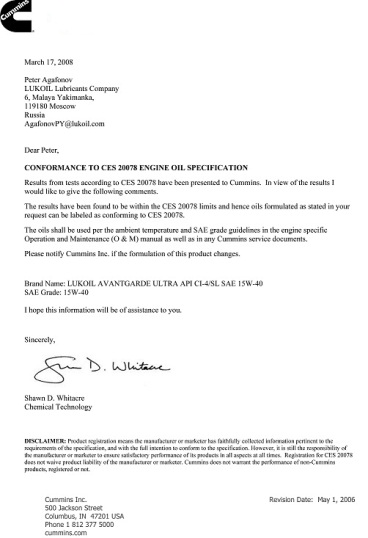 Cummins
March 17, 2008
Peter Agafonov
LUKOIL Lubricants Company
6, Malaya Yakimanka,
119180 Moscow
Russia
AgafonovPY@lukoil.com
Dear Peter,
CONFORMANCE TO CES 20078 ENGINE OIL SPECIFICATION
Results from tests according to CES 20078 have been presented to Cummins. In view of the results I
would like to give the following comments.
The results have been found to be within the CES 20078 limits and hence oils formulated as stated in your
request can be labeled as conforming to CES 20078.
The oils shall be used per the ambient temperature and SAE grade guidelines in the engine specific
Operation and Maintenance (O & M) manual as well as in any Cummins service documents.
Please notify Cummins Inc. if the formulation of this product changes.
Brand Name: LUKOIL AVANTGARDE ULTRA API CI-4/SL SAE 15W-40
SAE Grade: 15W-40
I hope this information will be of assistance to you.
Sincerely,
Shawn D. Whitacre
Shawn D. Whitacre
Chemical Technology
DISCLAIMER: Product registration means the manufacturer or marketer has faithfully collected information pertinent to the
requirements of the specification, and with the full intent to conform to the specification. However, it is still the responsibility of
the manufacturer or marketer to ensure satisfactory performance of its products in all aspects at all times. Registration for CES 20078
does not waive product liability of the manufacturer or marketer. Cummins does not warrant the performance of non-Cummins
products, registered or not.
Cummins Inc.
500 Jackson Street
Columbus, IN 47201 USA
Phone 1 812 377 5000
cummins.com
Revision Date: May 1, 2006